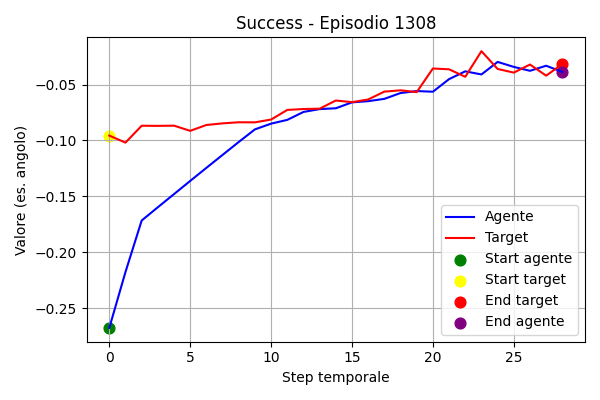 Success - Episodio 1308
Valore (es. angolo)
−0.05
−0.10
−0.15
−0.20
−0.25
0
5
10
15
20
25
Step temporale
Agente
Target
Start agente
Start target
End target
End agente